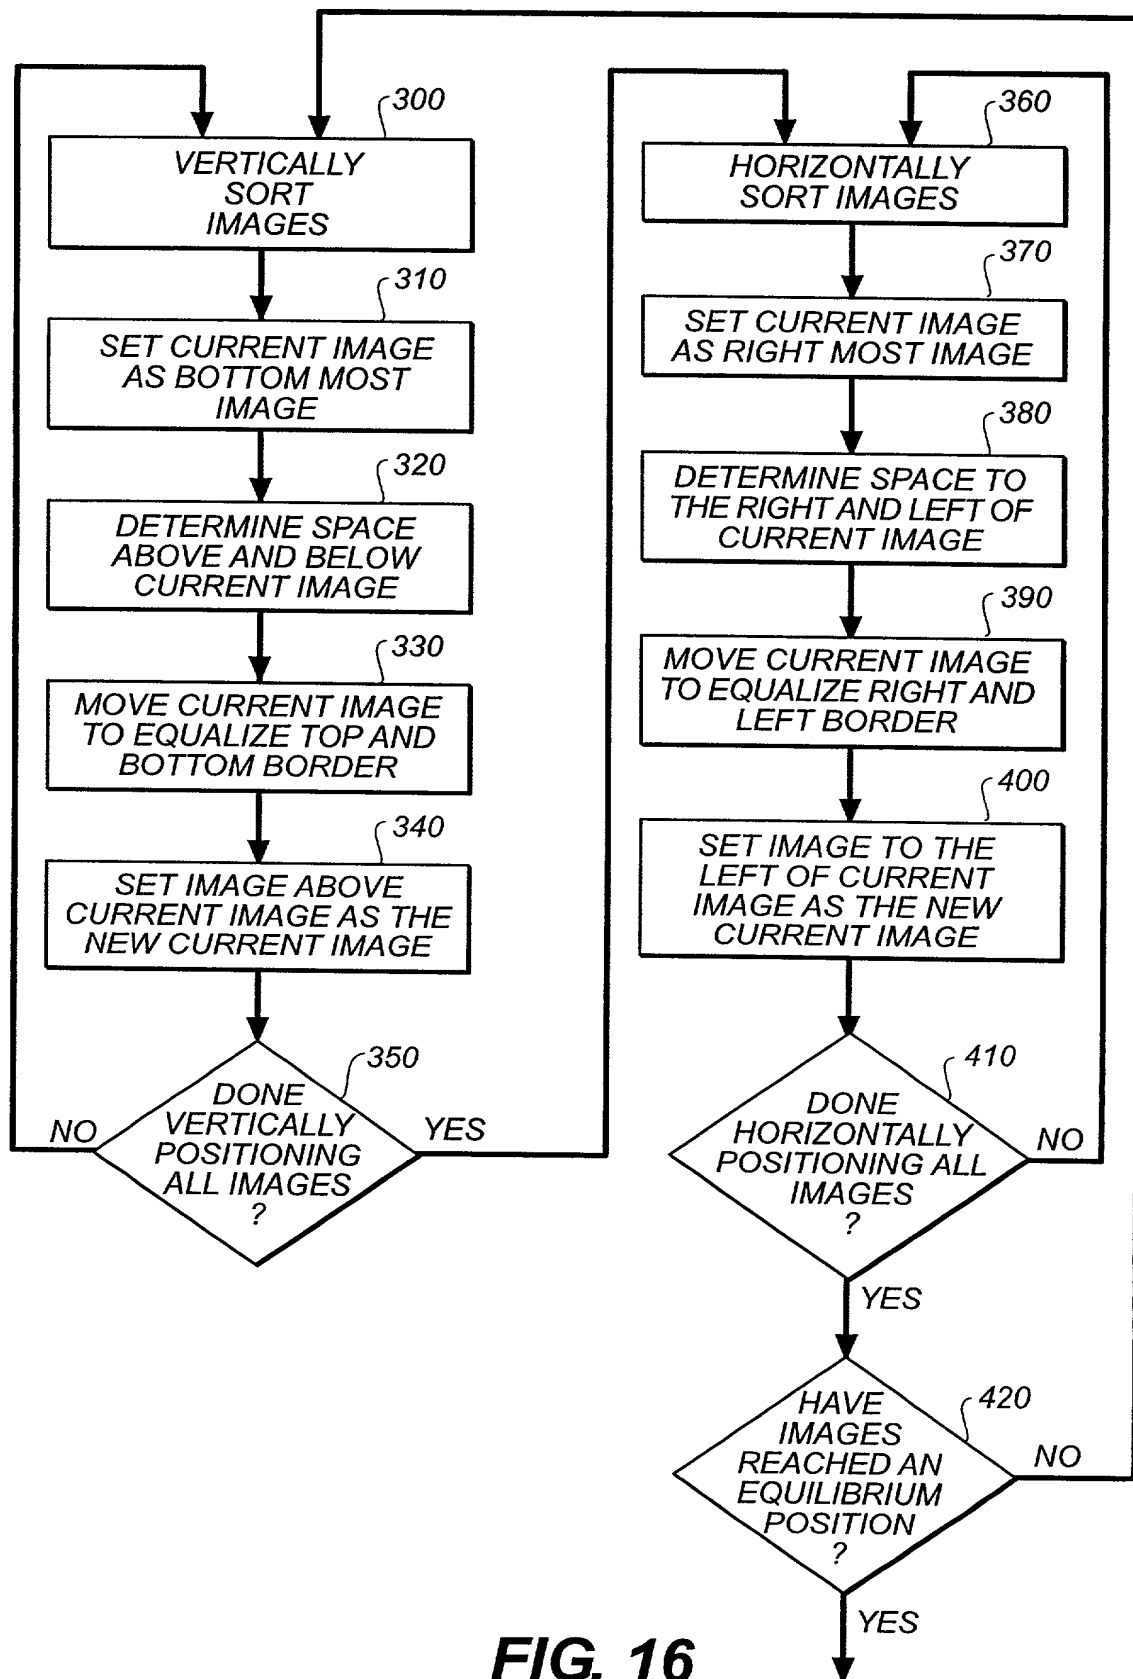 300
VERTICALLY
SORT
IMAGES
310
SET CURRENT IMAGE
AS BOTTOM MOST
IMAGE
320
DETERMINE SPACE
ABOVE AND BELOW
CURRENT IMAGE
330
MOVE CURRENT IMAGE
TO EQUALIZE TOP AND
BOTTOM BORDER
340
SET IMAGE ABOVE
CURRENT IMAGE AS THE
NEW CURRENT IMAGE
350
DONE
VERTICALLY
POSITIONING
ALL IMAGES
?
NO
YES
360
HORIZONTALLY
SORT IMAGES
370
SET CURRENT IMAGE
AS RIGHT MOST IMAGE
380
DETERMINE SPACE TO
THE RIGHT AND LEFT OF
CURRENT IMAGE
390
MOVE CURRENT IMAGE
TO EQUALIZE RIGHT AND
LEFT BORDER
400
SET IMAGE TO THE
LEFT OF CURRENT
IMAGE AS THE NEW
CURRENT IMAGE
410
DONE
HORIZONTALLY
POSITIONING ALL
IMAGES
?
NO
YES
420
HAVE
IMAGES
REACHED AN
EQUILIBRIUM
POSITION
?
NO
YES
FIG. 16